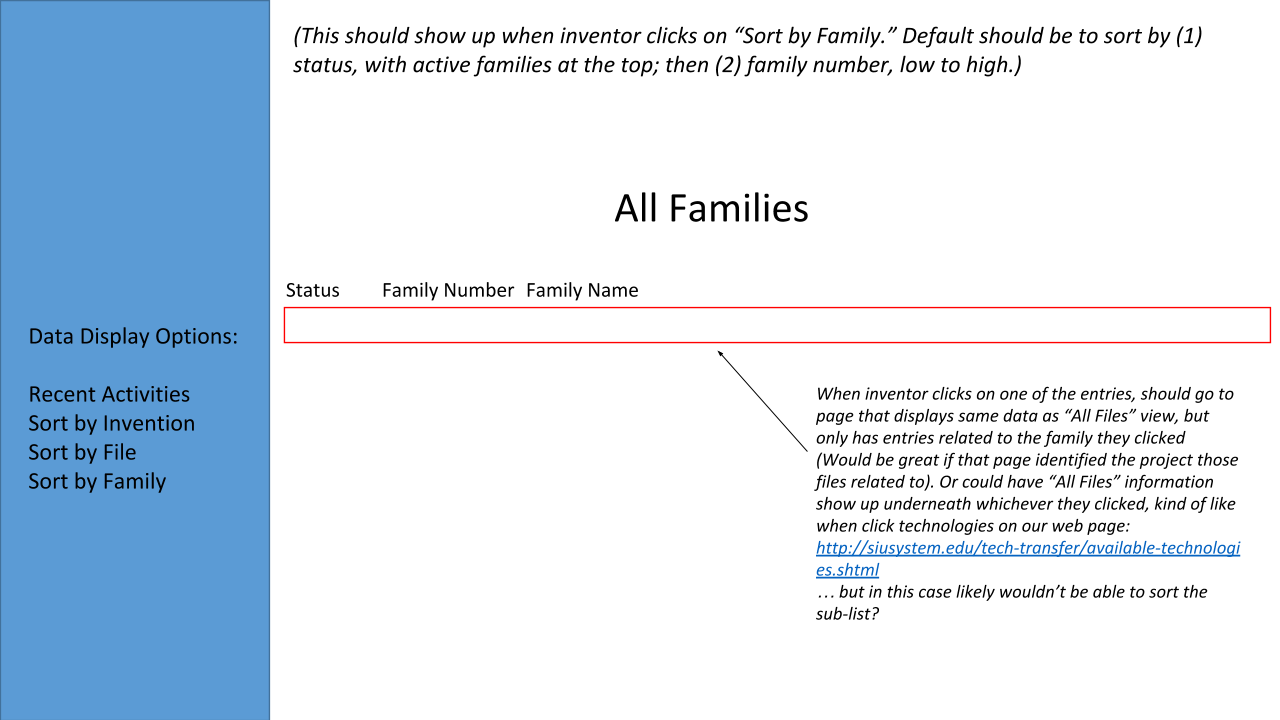 (This should show up when inventor clicks on “Sort by Family.” Default should be to sort by (1)
status, with active families at the top; then (2) family number, low to high.)
All Families
Status Family Number Family Name
Data Display Options:
Recent Activities
Sort by Invention
Sort by File
Sort by Family
When inventor clicks on one of the entries, should go to
page that displays same data as “All Files” view, but
only has entries related to the family they clicked
(Would be great if that page identified the project those
files related to). Or could have “All Files” information
show up underneath whichever they clicked, kind of like
when click technologies on our web page:
http://siusystem.edu/tech-transfer/available-technologi
es.shtml
… but in this case likely wouldn’t be able to sort the
sub-list?